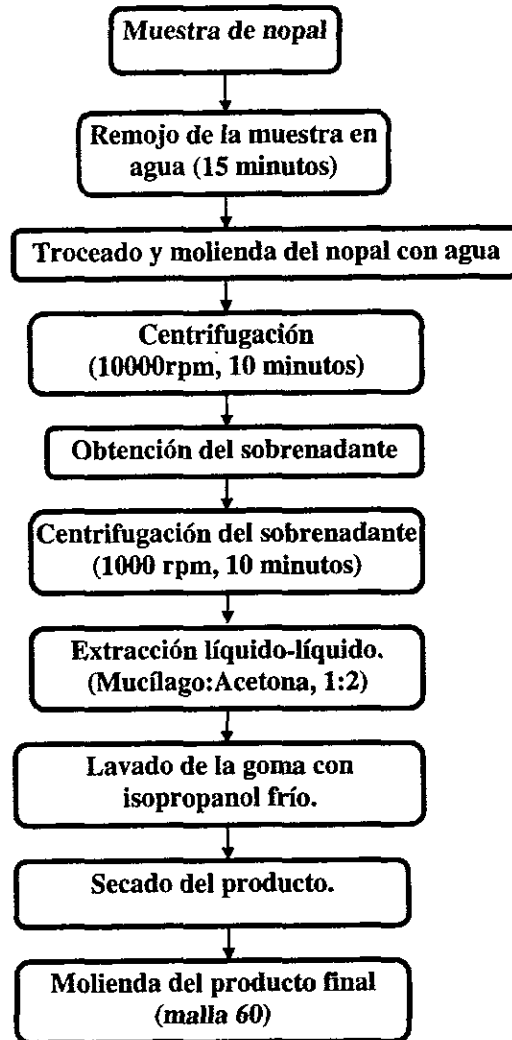 Muestra de nopal
Remojo de la muestra en
agua (15 minutos)
Troceado y molienda del nopal con agua
Centrifugación
(10000rpm, 10 minutos)
Obtención del sobrenadante
Centrifugación del sobrenadante
(1000 rpm, 10 minutos)
Extracción líquido-líquido.
(Mucílago:Acetona, 1:2)
Lavado de la goma con
isopropanol frío.
Secado del producto.
Molienda del producto final
(malla 60)